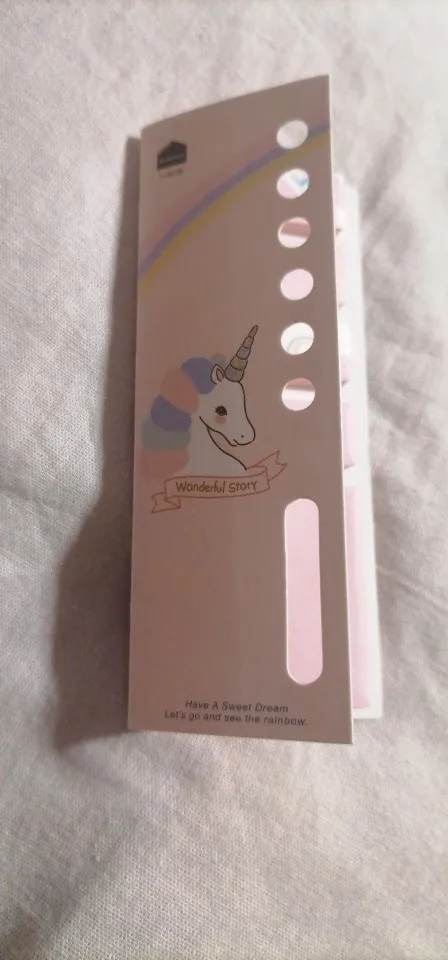 Wonderful Story
Have A Sweet Dream
Let's go and see the rainbow.